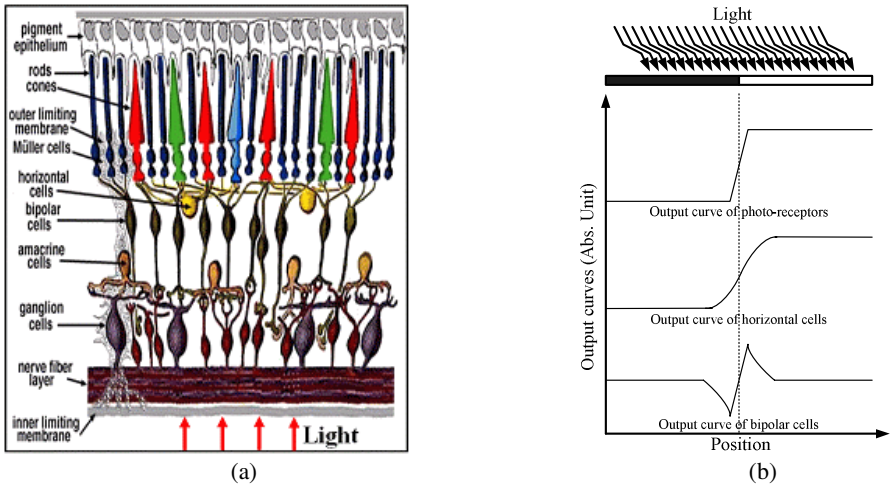 pigment
epithelium
rods
cones
outer limiting
membrane
Müller cells
horizontal
cells
bipolar
cells
amacrine
cells
ganglion
cells
nerve fiber
layer
inner limiting
membrane
Light
(a)
Light
Output curves (Abs. Unit)
Output curve of photo-receptors
Output curve of horizontal cells
Output curve of bipolar cells
Position
(b)